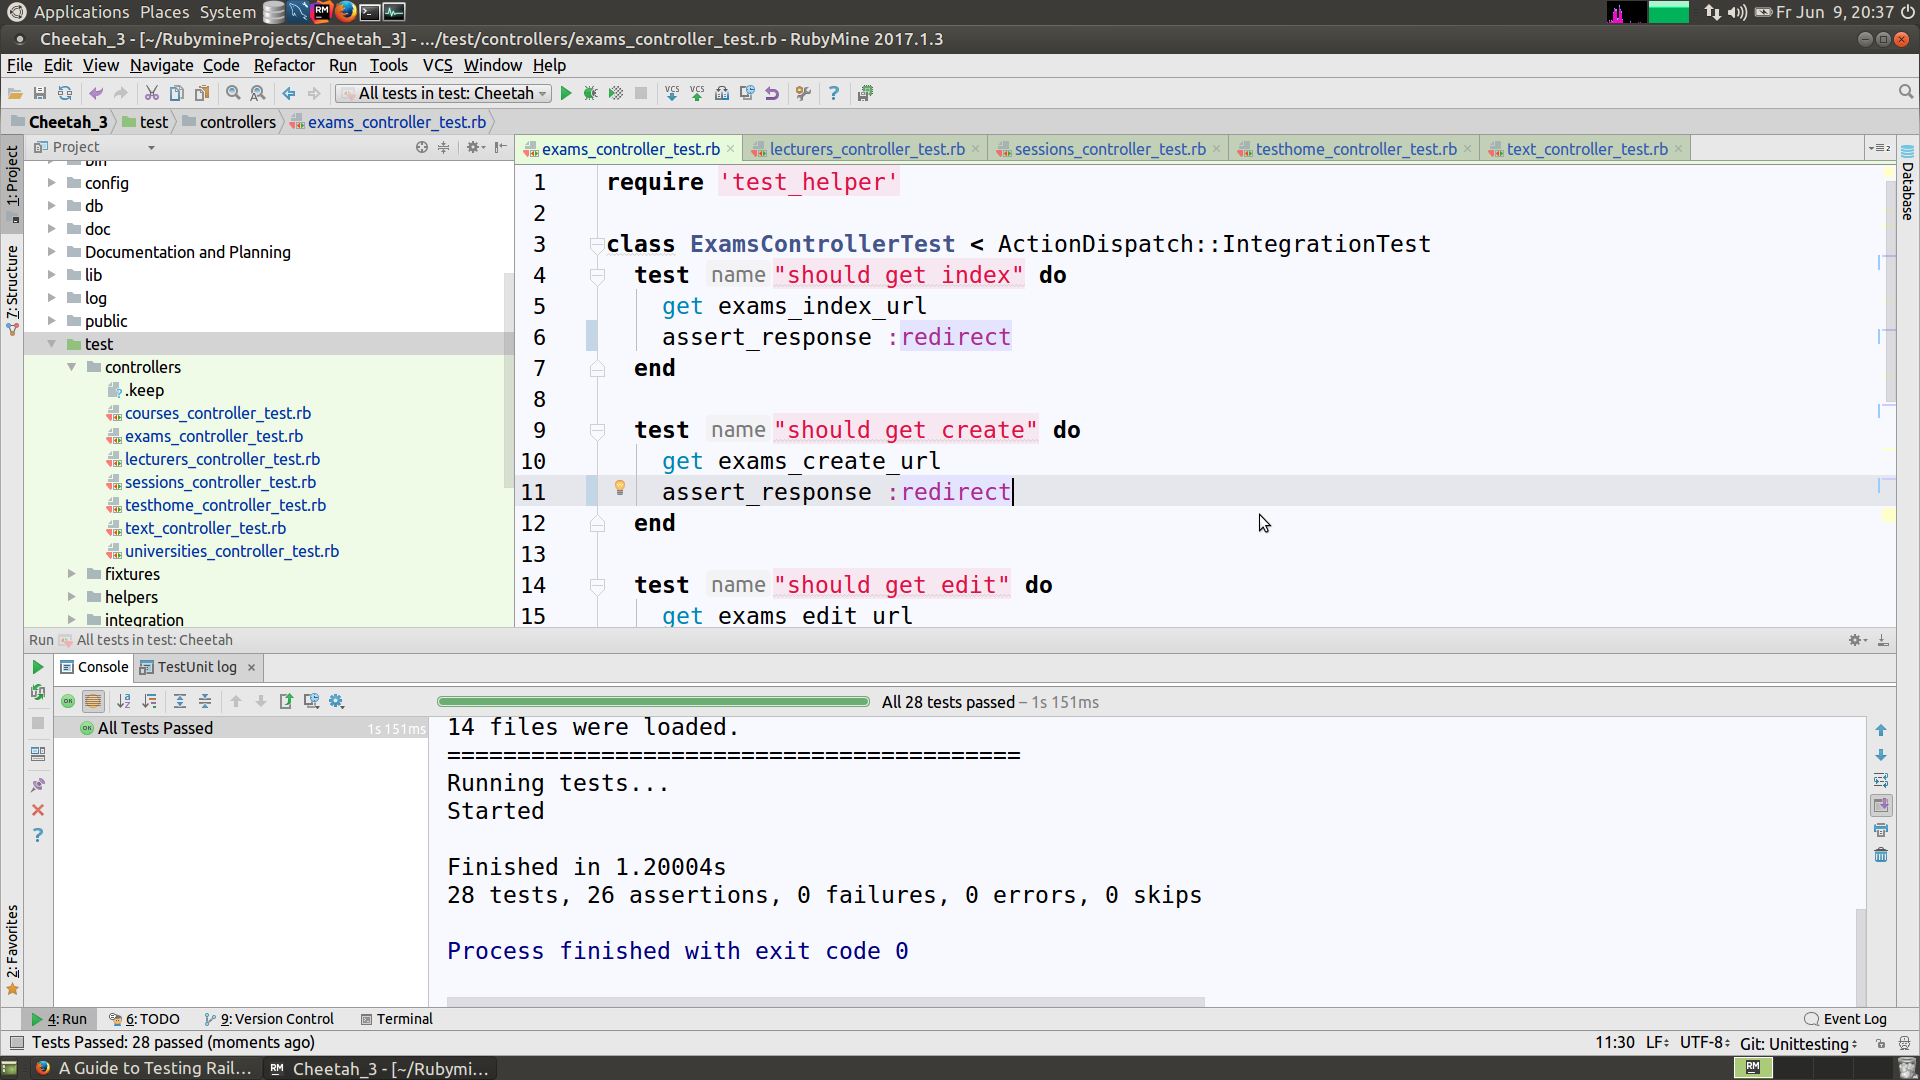 Applications Places System
Fr Jun 9, 20:37
Cheetah_3 - [~/RubymineProjects/Cheetah_3] - .../test/controllers/exams_controller_test.rb - RubyMine 2017.1.3
File Edit View Navigate Code Refactor Run Tools VCS Window Help
All tests in test: Cheetah
VCS VCS
Cheetah_3 test controllers exams_controller_test.rb
1: Project
7: Structure
2: Favorites
Database
Project
bin
config
db
doc
Documentation and Planning
lib
log
public
test
controllers
.keep
courses_controller_test.rb
exams_controller_test.rb
lecturers_controller_test.rb
sessions_controller_test.rb
testhome_controller_test.rb
text_controller_test.rb
universities_controller_test.rb
fixtures
helpers
integration
exams_controller_test.rb lecturers_controller_test.rb sessions_controller_test.rb testhome_controller_test.rb text_controller_test.rb
1 require 'test_helper'
2
3 class ExamsControllerTest < ActionDispatch::IntegrationTest
4 test name "should get index" do
5 get exams_index_url
6 assert_response :redirect
7 end
8
9 test name "should get create" do
10 get exams_create_url
11 assert_response :redirect
12 end
13
14 test name "should get edit" do
15 get exams_edit_url
Run All tests in test: Cheetah
Console TestUnit log
All 28 tests passed – 1s 151ms
All Tests Passed 1s 151ms
14 files were loaded.
=========================================
Running tests...
Started
Finished in 1.20004s
28 tests, 26 assertions, 0 failures, 0 errors, 0 skips
Process finished with exit code 0
4: Run 6: TODO 9: Version Control Terminal Event Log
Tests Passed: 28 passed (moments ago) 11:30 LF UTF-8 Git: Unittesting
A Guide to Testing Rail... Cheetah_3 - [~/Rubymi...